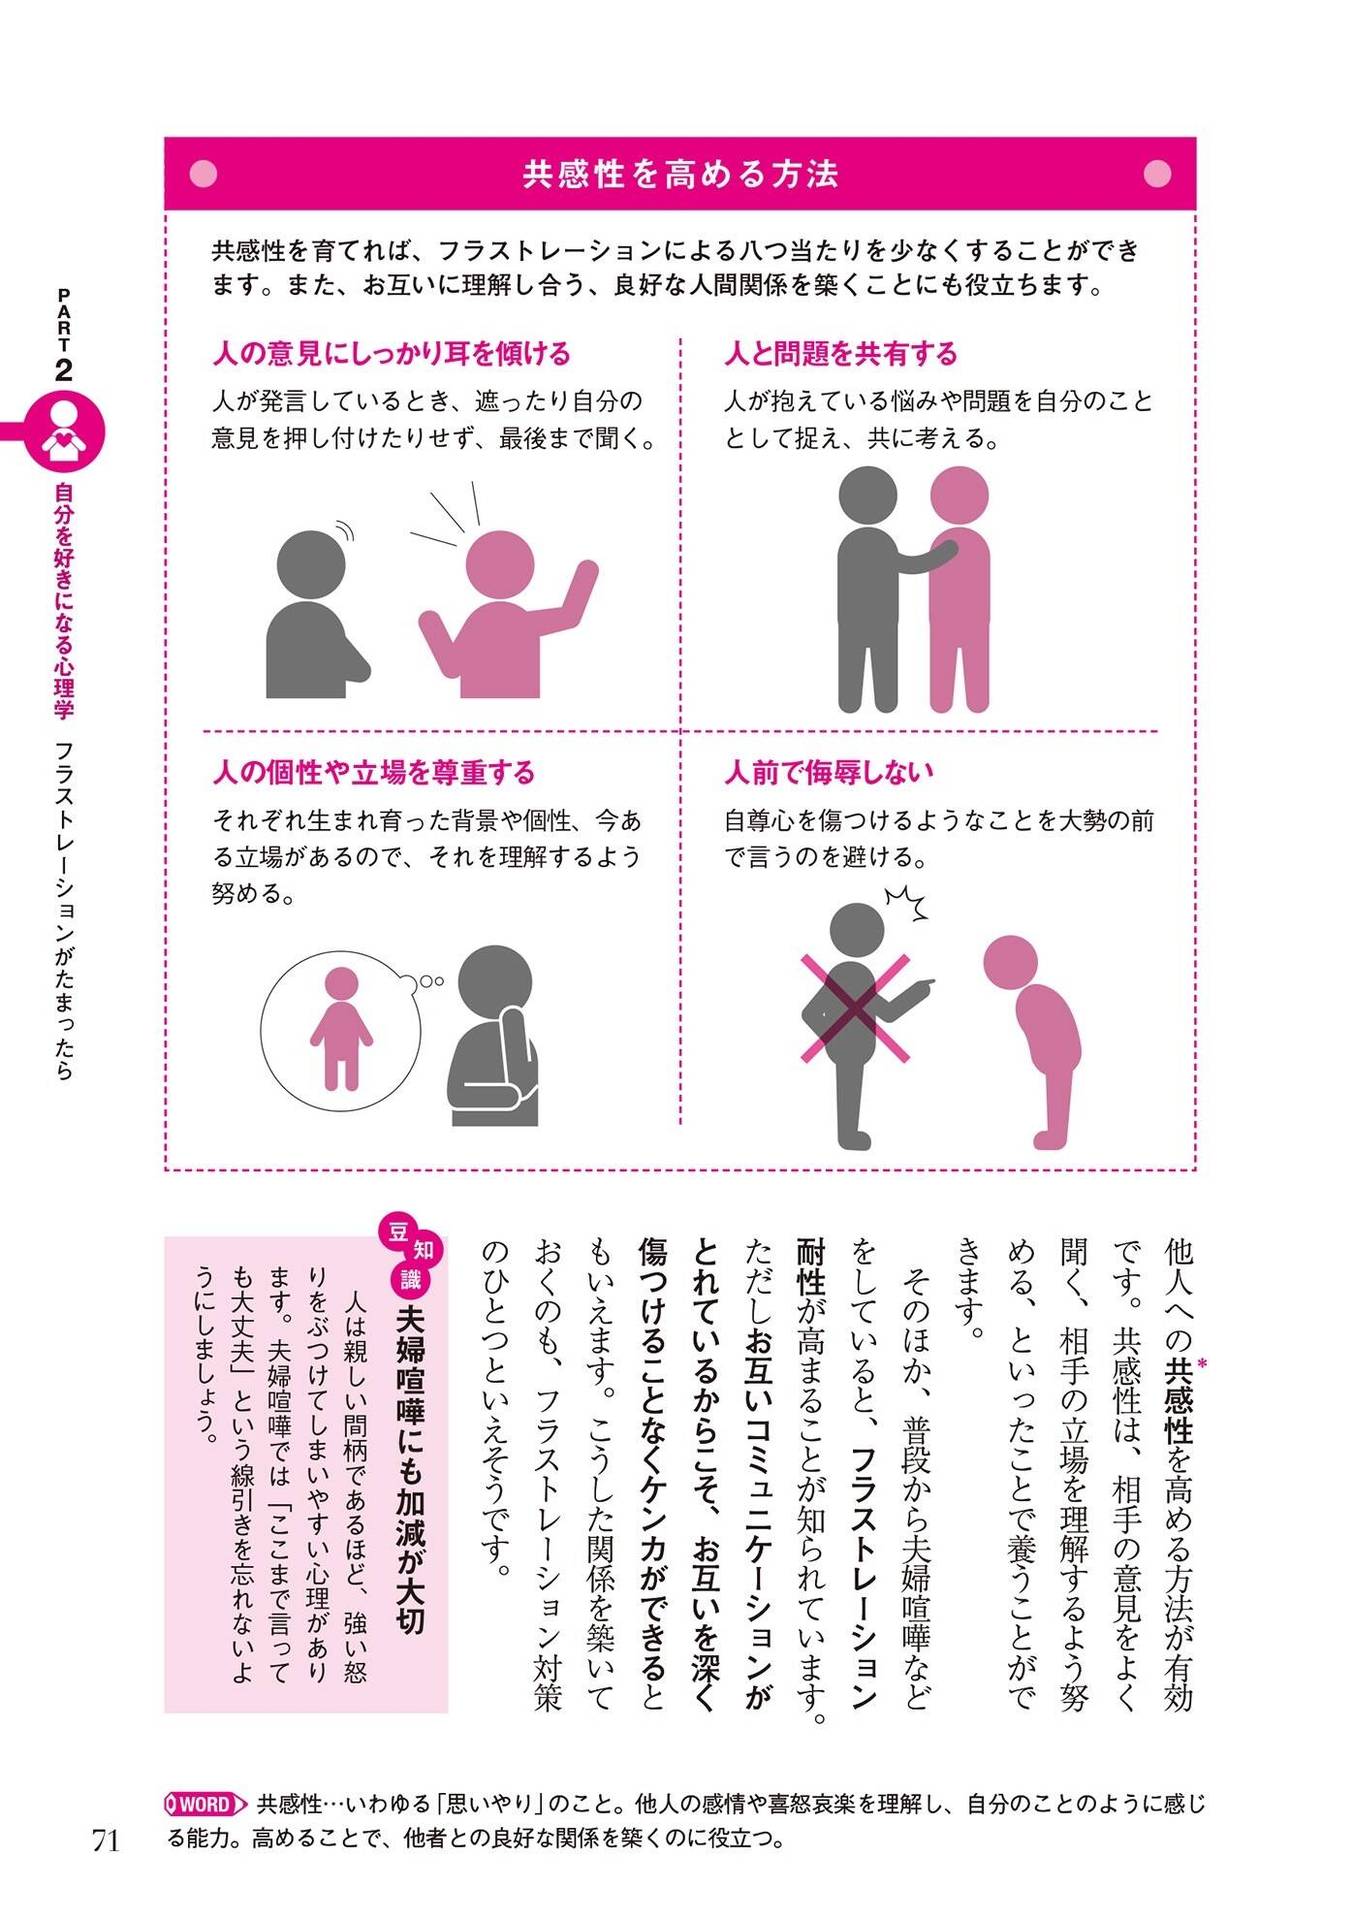 共感性を高める方法
共感性を育てれば、フラストレーションによる八つ当たりを少なくすることができ
ます。また、お互いに理解し合う、良好な人間関係を築くことにも役立ちます。
人の意見にしっかり耳を傾ける
人が発言しているとき、遮ったり自分の
意見を押し付けたりせず、最後まで聞く。
人と問題を共有する
人が抱えている悩みや問題を自分のこと
として捉え、共に考える。
人の個性や立場を尊重する
それぞれ生まれ育った背景や個性、今あ
る立場があるので、それを理解するよう
努める。
人前で侮辱しない
自尊心を傷つけるようなことを大勢の前
で言うのを避ける。
PART2
自分を好きになる心理学 フラストレーションがたまったら
他人への共感性*を高める方法が有効
です。共感性は、相手の意見をよく
聞く、相手の立場を理解するよう努
める、といったことで養うことがで
きます。
そのほか、普段から夫婦喧嘩など
をしていると、フラストレーション
耐性が高まることが知られています。
ただしお互いコミュニケーションが
とれているからこそ、お互いを深く
傷つけることなくケンカができると
もいえます。こうした関係を築いて
おくのも、フラストレーション対策
のひとつといえそうです。
豆知識 夫婦喧嘩にも加減が大切
人は親しい間柄であるほど、強い怒
りをぶつけてしまいやすい心理があり
ます。夫婦喧嘩では「ここまで言って
も大丈夫」という線引きを忘れないよ
うにしましょう。
WORD 共感性…いわゆる「思いやり」のこと。他人の感情や喜怒哀楽を理解し、自分のことのように感じ
る能力。高めることで、他者との良好な関係を築くのに役立つ。
71